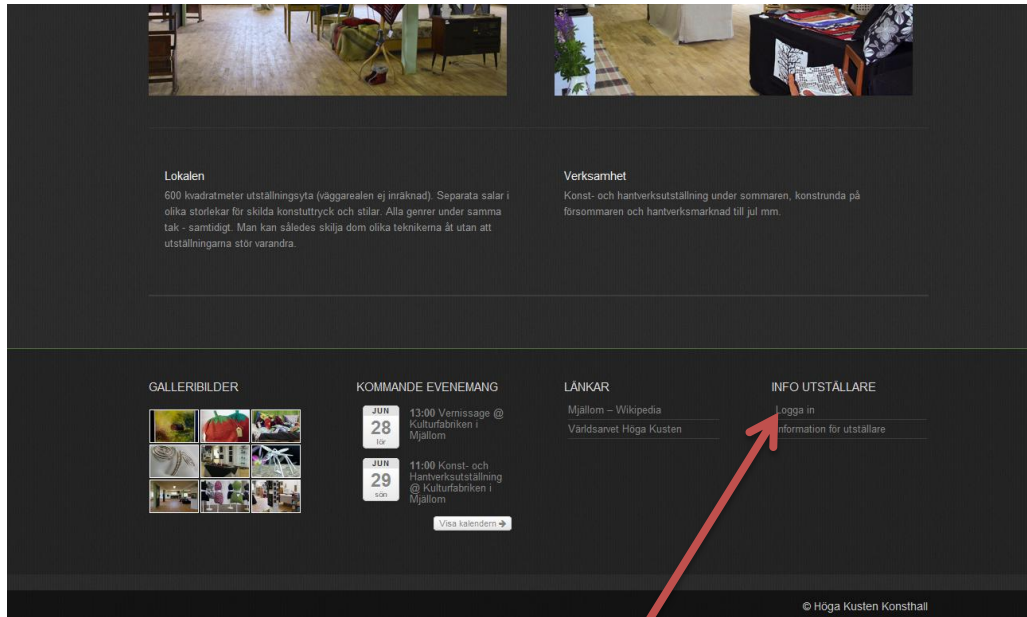 Lokalen
600 kvadratmeter utställningsyta (väggarealen ej inräknad). Separata salar i
olika storlekar för skilda konstuttryck och stilar. Alla genrer under samma
tak - samtidigt. Man kan således skilja dom olika teknikerna åt utan att
utställningarna stör varandra.
Verksamhet
Konst- och hantverksutställning under sommaren, konstrunda på
försommaren och hantverksmarknad till jul mm.
GALLERIBILDER
KOMMANDE EVENEMANG
JUN
28
lör
13:00 Vernissage @
Kulturfabriken i
Mjällom
JUN
29
sön
11:00 Konst- och
Hantverksutställning
@ Kulturfabriken i
Mjällom
Visa kalendern
LÄNKAR
Mjällom – Wikipedia
Världsarvet Höga Kusten
INFO UTSTÄLLARE
Logga in
Information för utställare
© Höga Kusten Konsthall